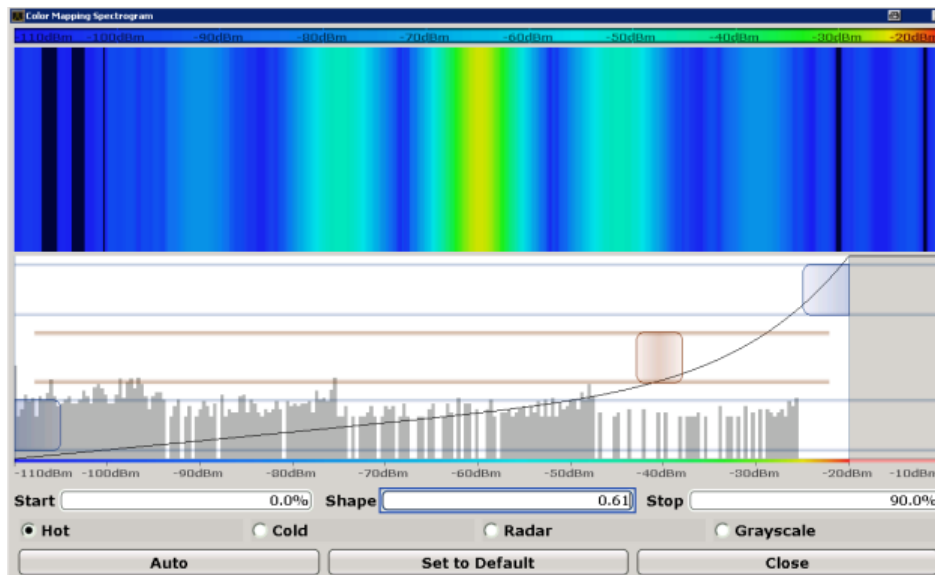 Color Mapping Spectrogram
-110dBm -100dBm -90dBm -80dBm -70dBm -60dBm -50dBm -40dBm -30dBm -20dBm
-110dBm -100dBm -90dBm -80dBm -70dBm -60dBm -50dBm -40dBm -30dBm -20dBm -10dBm
Start 0.0% Shape 0.61 Stop 90.0%
Hot Cold Radar Grayscale
Auto Set to Default Close